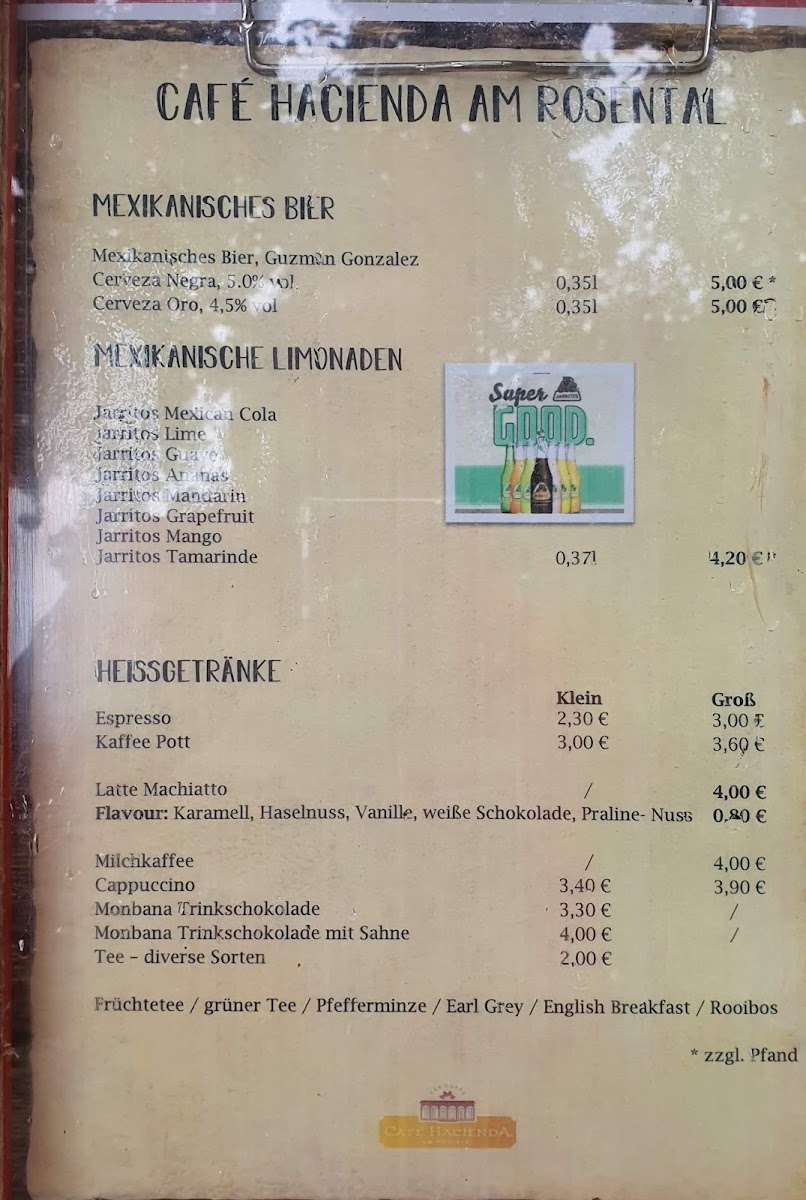 CAFÉ HACIENDA AM ROSENTAL
MEXIKANISCHES BIER
Mexikanisches Bier, Guzmán Gonzalez
Cerveza Negra, 5.0% vol. 0,35l 5,00 € *
Cerveza Oro, 4,5% vol 0,35l 5,00 €
MEXIKANISCHE LIMONADEN
Super JARRITOS
GOOD.
Jarritos Mexican Cola
Jarritos Lime
Jarritos Guave
Jarritos Ananas
Jarritos Mandarin
Jarritos Grapefruit
Jarritos Mango
Jarritos Tamarinde 0,37l 4,20 € *
HEISSGETRÄNKE
Klein Groß
Espresso 2,30 € 3,00 €
Kaffee Pott 3,00 € 3,60 €
Latte Machiatto / 4,00 €
Flavour: Karamell, Haselnuss, Vanille, weiße Schokolade, Praline- Nuss 0,80 €
Milchkaffee / 4,00 €
Cappuccino 3,40 € 3,90 €
Monbana Trinkschokolade 3,30 € /
Monbana Trinkschokolade mit Sahne 4,00 € /
Tee – diverse Sorten 2,00 €
Früchtetee / grüner Tee / Pfefferminze / Earl Grey / English Breakfast / Rooibos
* zzgl. Pfand
CAFÉ HACIENDA